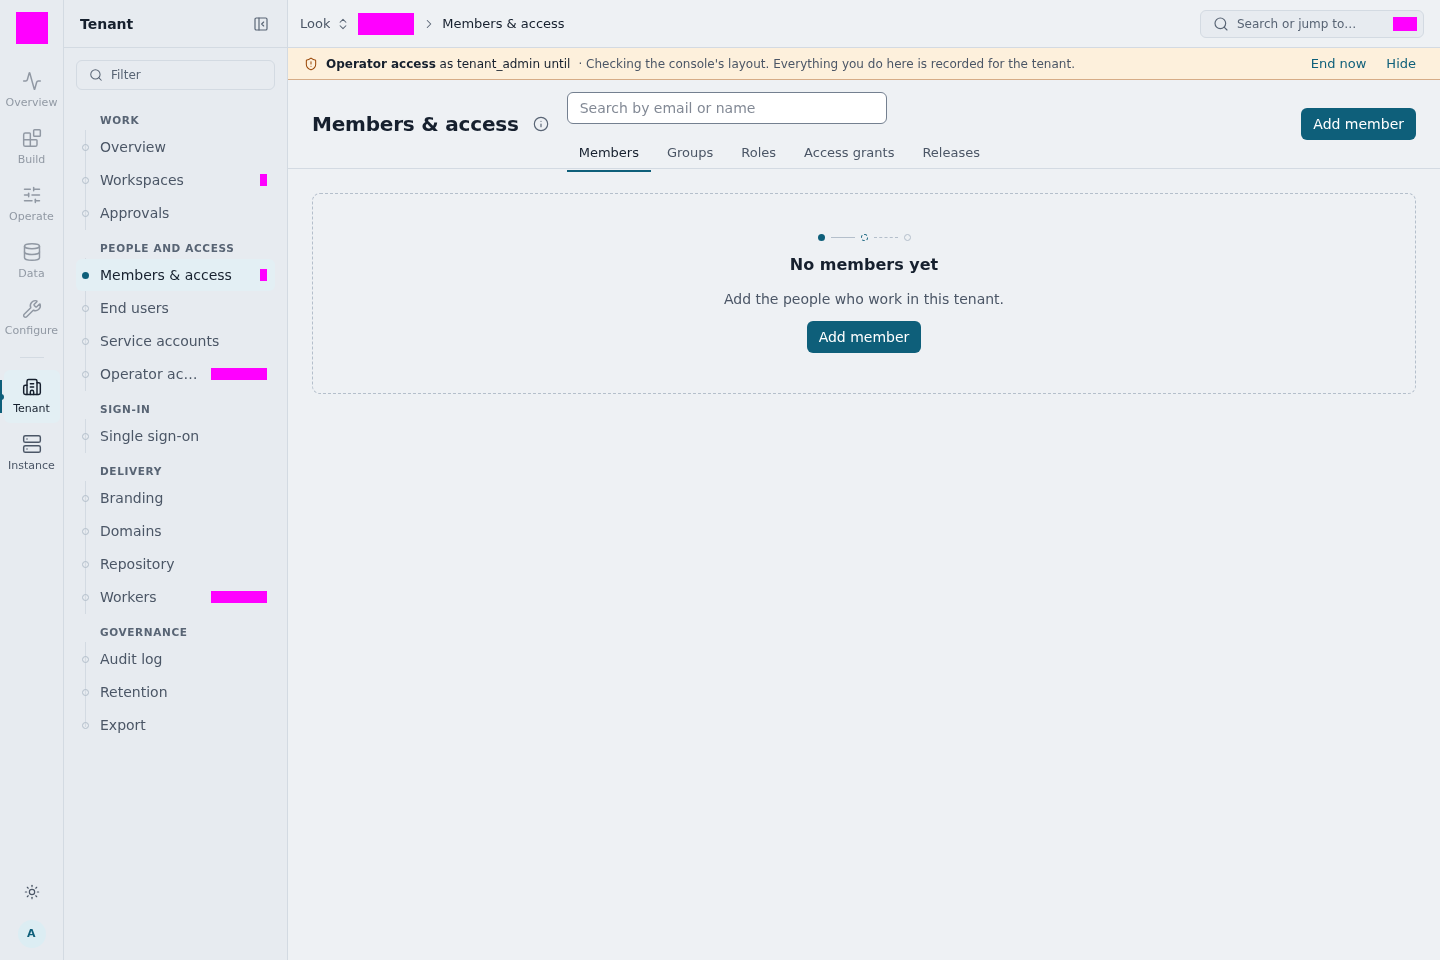 Tenant
Look
Members & access
Search or jump to…
Operator access as tenant_admin until · Checking the console's layout. Everything you do here is recorded for the tenant.
End now
Hide
Filter
Overview
Build
Operate
Data
Configure
Tenant
Instance
A
WORK
Overview
Workspaces
Approvals
PEOPLE AND ACCESS
Members & access
End users
Service accounts
Operator ac…
SIGN-IN
Single sign-on
DELIVERY
Branding
Domains
Repository
Workers
GOVERNANCE
Audit log
Retention
Export
Members & access
Search by email or name
Add member
Members
Groups
Roles
Access grants
Releases
No members yet
Add the people who work in this tenant.
Add member